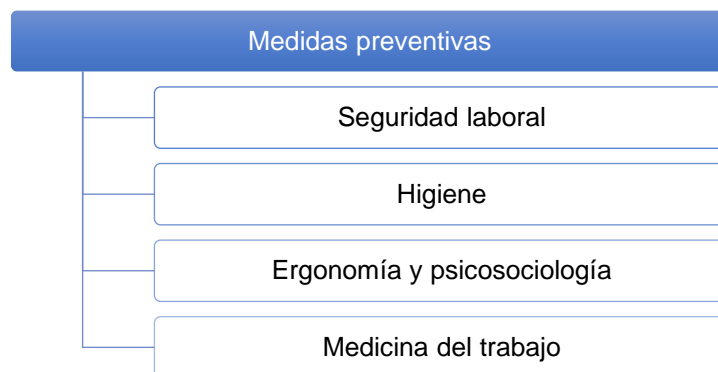 Medidas preventivas
Seguridad laboral
Higiene
Ergonomía y psicosociología
Medicina del trabajo